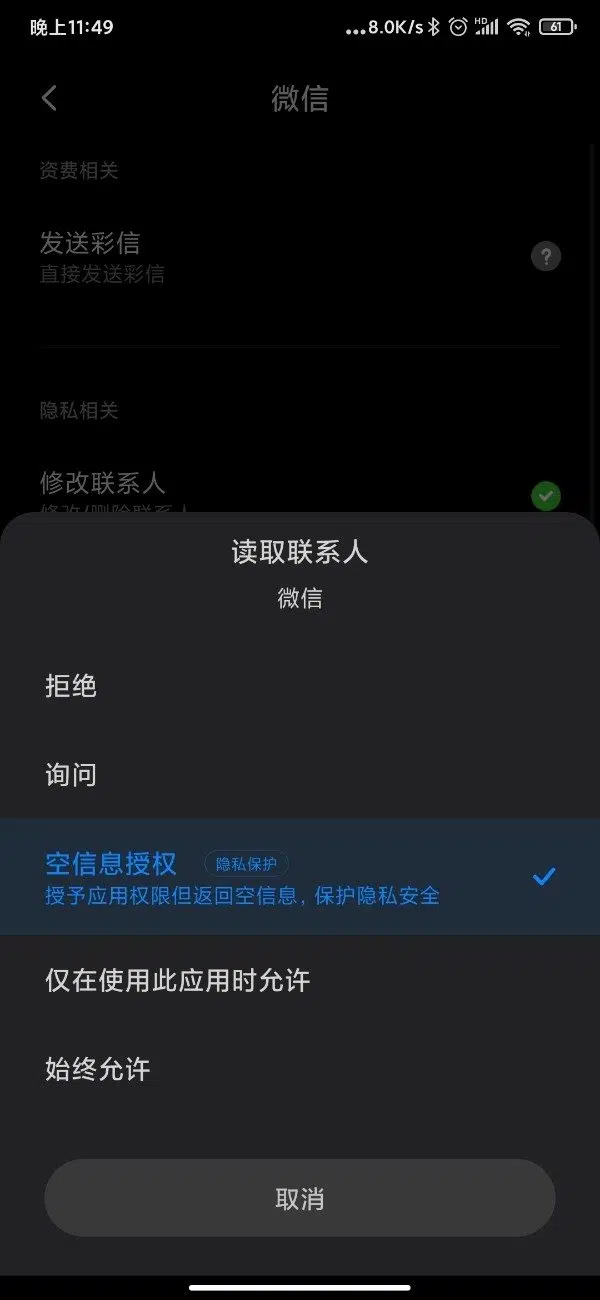 晚上11:49
...8.0K/s
HD
61
微信
资费相关
发送彩信
直接发送彩信
?
隐私相关
修改联系人
修改/删除联系人
读取联系人
微信
拒绝
询问
空信息授权 隐私保护
授予应用权限但返回空信息，保护隐私安全
仅在使用此应用时允许
始终允许
取消